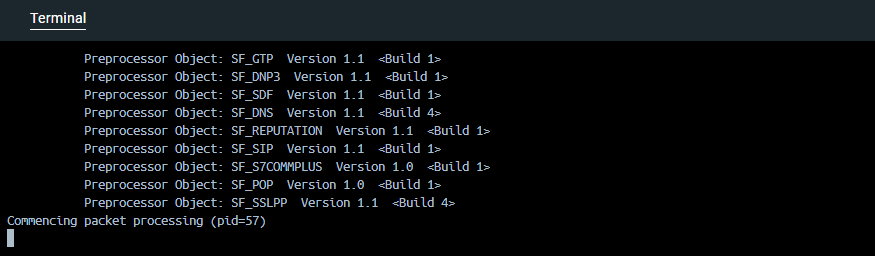 Terminal
Preprocessor Object: SF_GTP  Version 1.1  <Build 1>
Preprocessor Object: SF_DNP3  Version 1.1  <Build 1>
Preprocessor Object: SF_SDF  Version 1.1  <Build 1>
Preprocessor Object: SF_DNS  Version 1.1  <Build 4>
Preprocessor Object: SF_REPUTATION  Version 1.1  <Build 1>
Preprocessor Object: SF_SIP  Version 1.1  <Build 1>
Preprocessor Object: SF_S7COMMPLUS  Version 1.0  <Build 1>
Preprocessor Object: SF_POP  Version 1.0  <Build 1>
Preprocessor Object: SF_SSLPP  Version 1.1  <Build 4>
Commencing packet processing (pid=57)